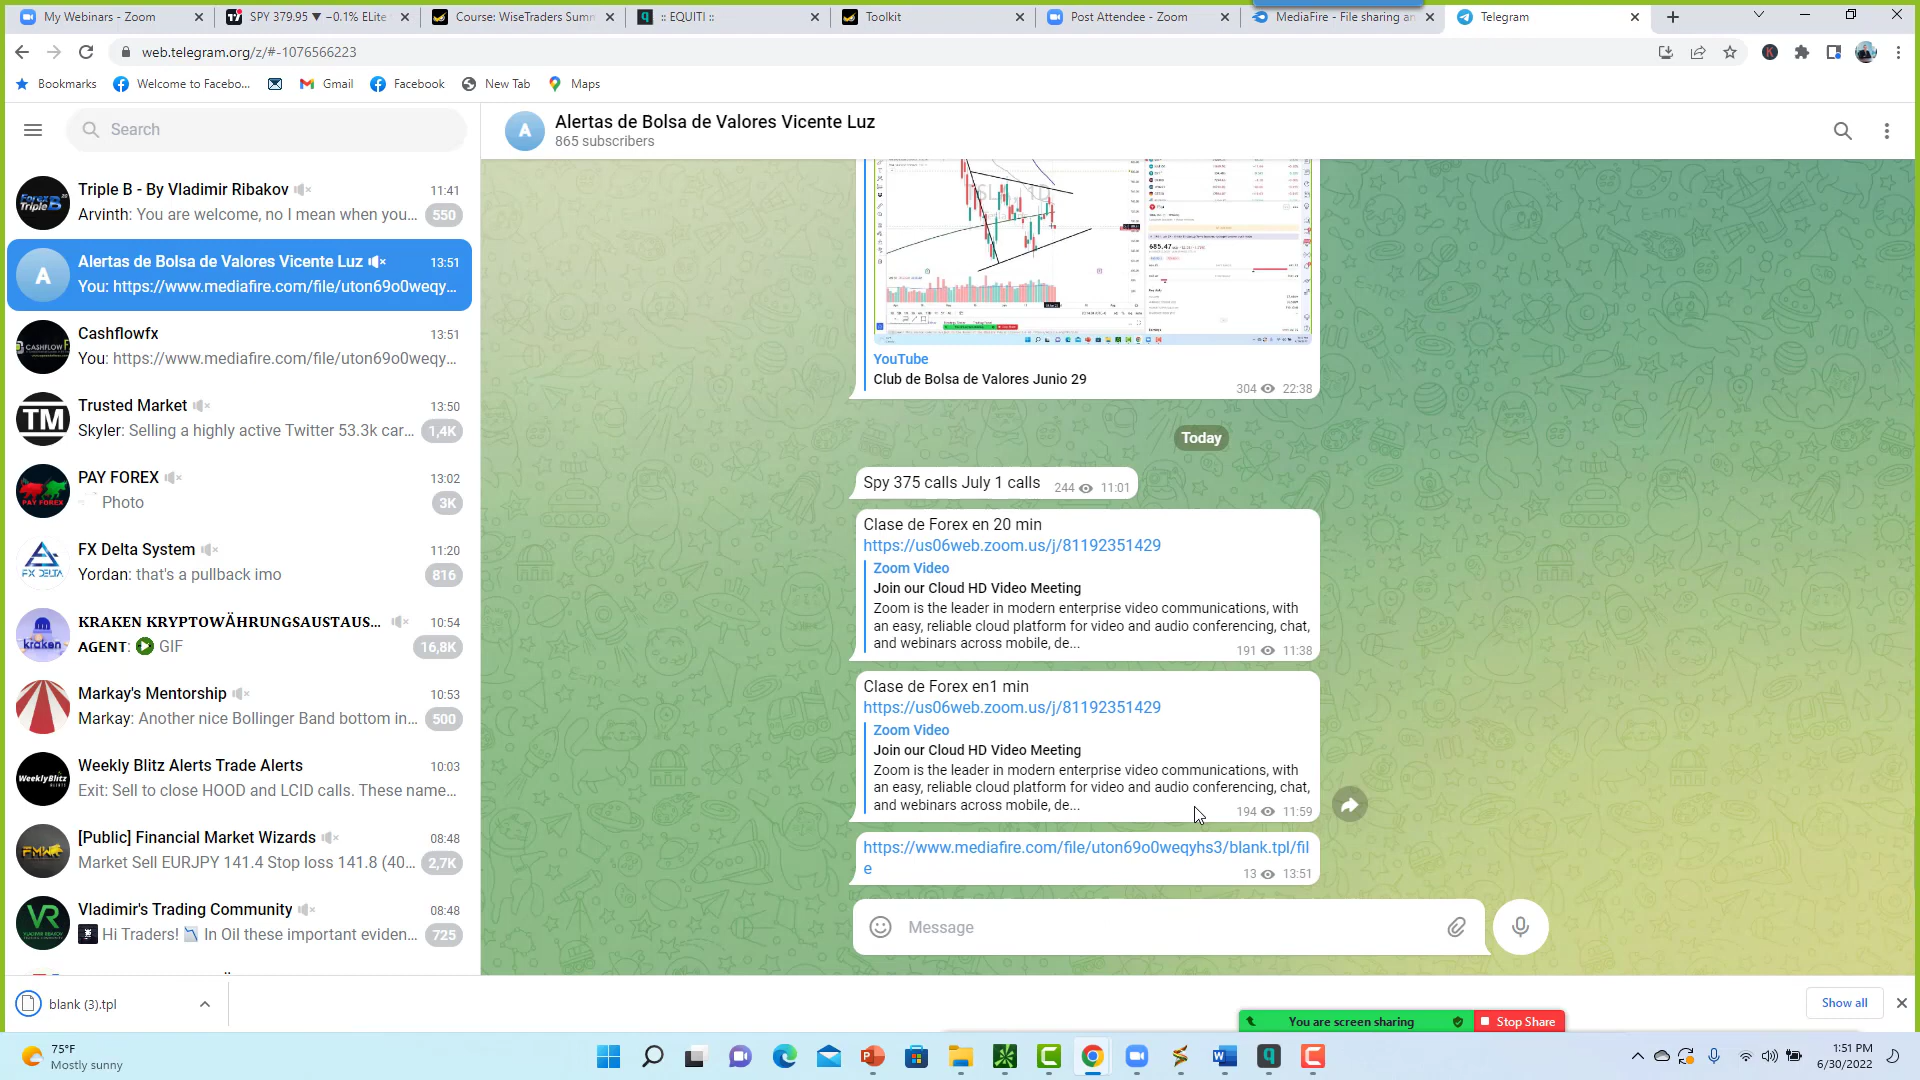 My Webinars - Zoom
SPY 379.95 ▼ −0.1% ELite
Course: WiseTraders Summ
:: EQUITI ::
Toolkit
Post Attendee - Zoom
MediaFire - File sharing an
Telegram
web.telegram.org/z/#-1076566223
Bookmarks
Welcome to Facebo...
Gmail
Facebook
New Tab
Maps
Search
A
Alertas de Bolsa de Valores Vicente Luz
865 subscribers
Triple B - By Vladimir Ribakov
11:41
Arvinth: You are welcome, no I mean when you...
550
A
Alertas de Bolsa de Valores Vicente Luz
13:51
You: https://www.mediafire.com/file/uton69o0weqy...
Cashflowfx
13:51
You: https://www.mediafire.com/file/uton69o0weqy...
TM
Trusted Market
13:50
Skyler: Selling a highly active Twitter 53.3k car...
1,4K
PAY FOREX
PAY FOREX
13:02
Photo
3K
FX DELTA
FX Delta System
11:20
Yordan: that's a pullback imo
816
kraken
KRAKEN KRYPTOWÄHRUNGSAUSTAUS...
10:54
AGENT: GIF
16,8K
Markay's Mentorship
10:53
Markay: Another nice Bollinger Band bottom in...
500
WeeklyBlitz
Weekly Blitz Alerts Trade Alerts
10:03
Exit: Sell to close HOOD and LCID calls. These name...
FMW
[Public] Financial Market Wizards
08:48
Market Sell EURJPY 141.4 Stop loss 141.8 (40...
2,7K
VR
Vladimir's Trading Community
08:48
Hi Traders! In Oil these important eviden...
725
685.47
YouTube
Club de Bolsa de Valores Junio 29
304 22:38
Today
Spy 375 calls July 1 calls
244 11:01
Clase de Forex en 20 min
https://us06web.zoom.us/j/81192351429
Zoom Video
Join our Cloud HD Video Meeting
Zoom is the leader in modern enterprise video communications, with
an easy, reliable cloud platform for video and audio conferencing, chat,
and webinars across mobile, de...
191 11:38
Clase de Forex en1 min
https://us06web.zoom.us/j/81192351429
Zoom Video
Join our Cloud HD Video Meeting
Zoom is the leader in modern enterprise video communications, with
an easy, reliable cloud platform for video and audio conferencing, chat,
and webinars across mobile, de...
194 11:59
https://www.mediafire.com/file/uton69o0weqyhs3/blank.tpl/fil
e
13 13:51
Message
blank (3).tpl
Show all
You are screen sharing
Stop Share
75°F
Mostly sunny
1:51 PM
6/30/2022